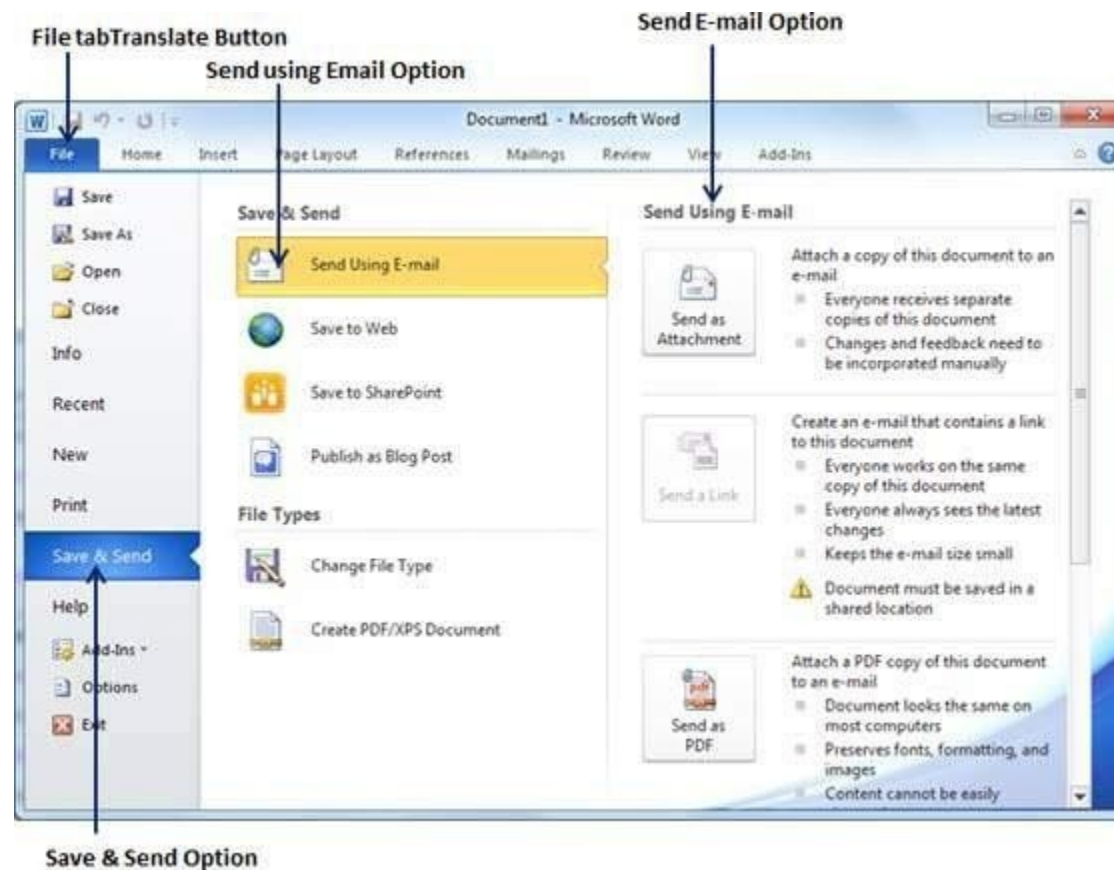 Send E-mail Option
File tabTranslate Button
Send using Email Option
Document1 - Microsoft Word
File Home Insert Page Layout References Mailings Review View Add-Ins
Save
Save As
Open
Close
Info
Recent
New
Print
Save & Send
Help
Add-Ins
Options
Exit
Save & Send
Send Using E-mail
Save to Web
Save to SharePoint
Publish as Blog Post
File Types
Change File Type
Create PDF/XPS Document
Send Using E-mail
Send as
Attachment
Attach a copy of this document to an
e-mail
Everyone receives separate
copies of this document
Changes and feedback need to
be incorporated manually
Send a Link
Create an e-mail that contains a link
to this document
Everyone works on the same
copy of this document
Everyone always sees the latest
changes
Keeps the e-mail size small
Document must be saved in a
shared location
Send as
PDF
Attach a PDF copy of this document
to an e-mail
Document looks the same on
most computers
Preserves fonts, formatting, and
images
Content cannot be easily
Save & Send Option